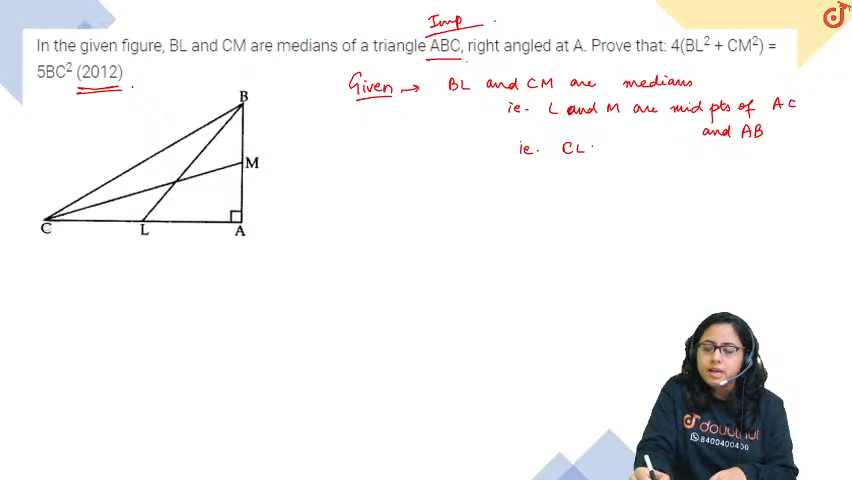 Imp
In the given figure, BL and CM are medians of a triangle ABC, right angled at A. Prove that: 4(BL² + CM²) =
5BC² (2012)
Given → BL and CM are medians
ie. L and M are mid pts of AC
and AB
ie. CL
B
M
C
L
A
doubtnut
8400400400